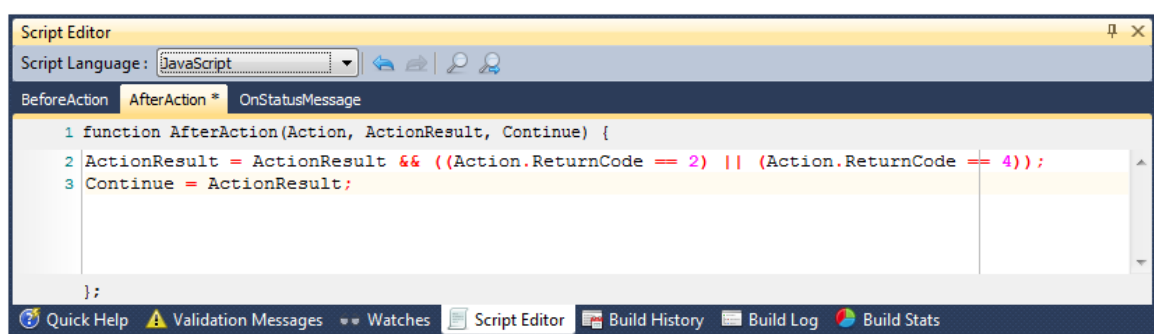 Script Editor
Script Language: JavaScript
BeforeAction AfterAction * OnStatusMessage
1 function AfterAction(Action, ActionResult, Continue) {
2 ActionResult = ActionResult && ((Action.ReturnCode == 2) || (Action.ReturnCode == 4));
3 Continue = ActionResult;
};
Quick Help Validation Messages Watches Script Editor Build History Build Log Build Stats